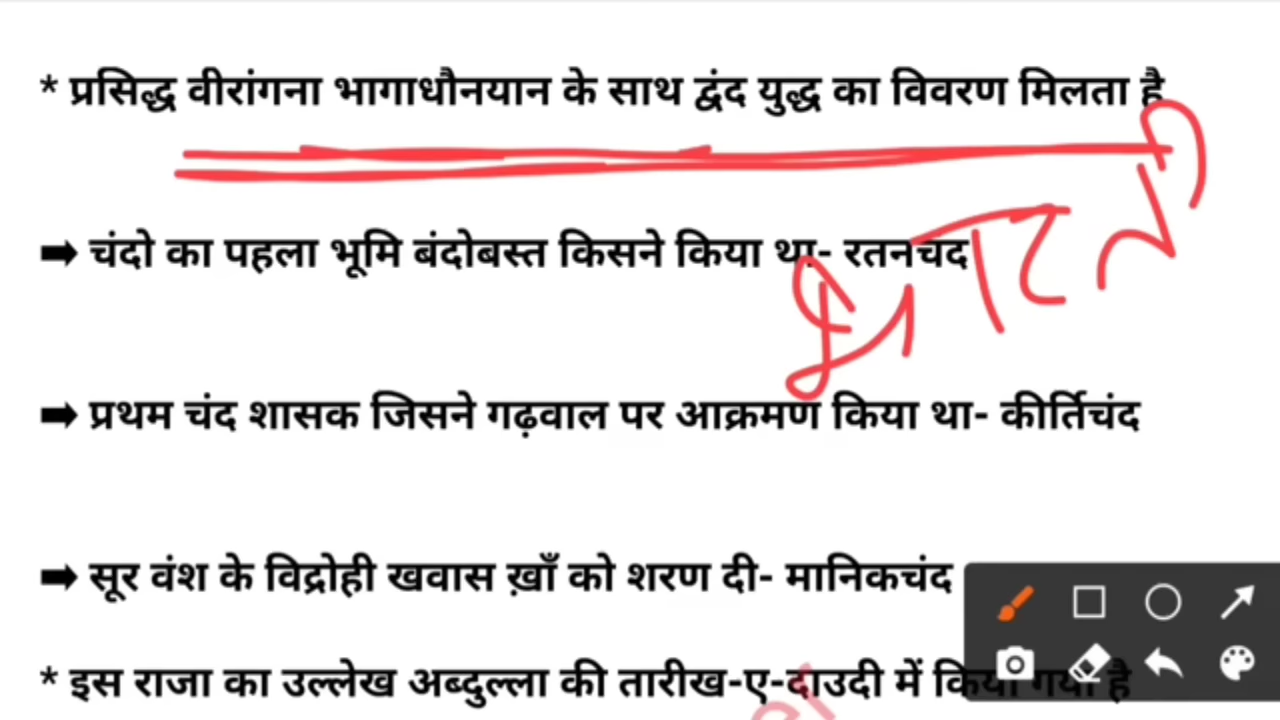 * प्रसिद्ध वीरांगना भागाधौनयान के साथ द्वंद युद्ध का विवरण मिलता है
➡ चंदो का पहला भूमि बंदोबस्त किसने किया था- रतनचंद
➡ प्रथम चंद शासक जिसने गढ़वाल पर आक्रमण किया था- कीर्तिचंद
➡ सूर वंश के विद्रोही खवास ख़ाँ को शरण दी- मानिकचंद
* इस राजा का उल्लेख अब्दुल्ला की तारीख-ए-दाउदी में किया गया है